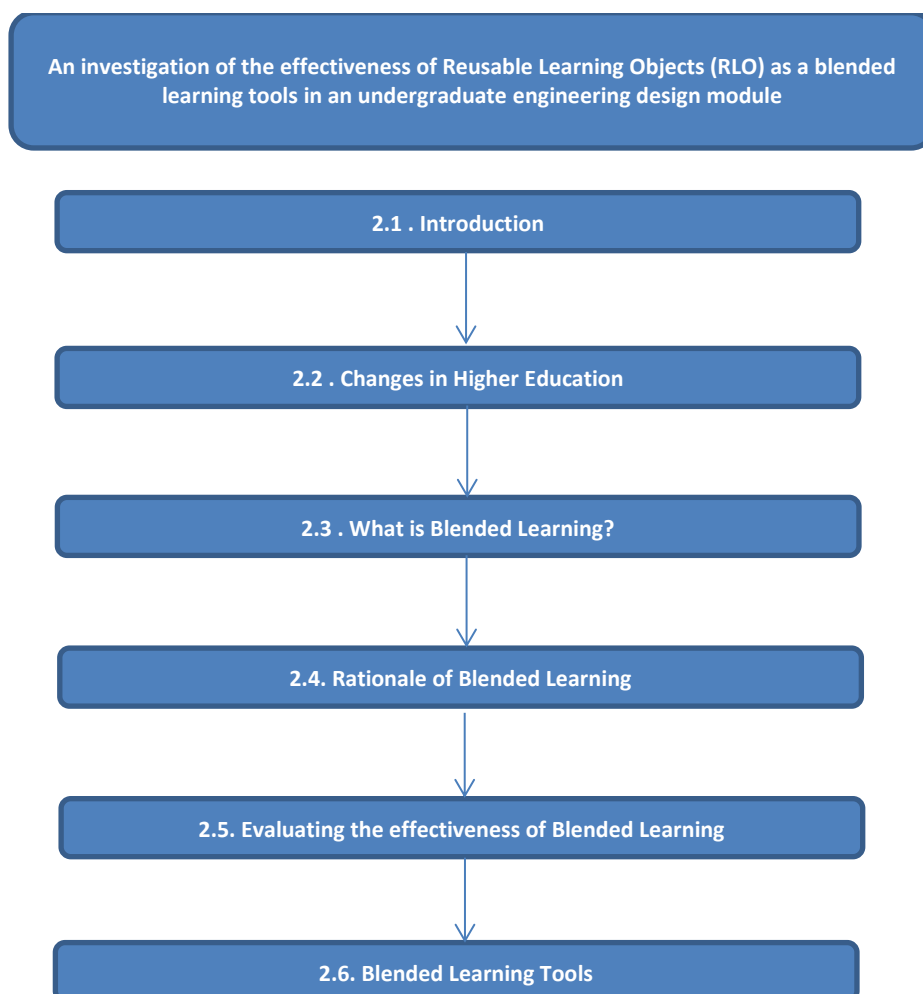 An investigation of the effectiveness of Reusable Learning Objects (RLO) as a blended
learning tools in an undergraduate engineering design module
2.1 . Introduction
2.2 . Changes in Higher Education
2.3 . What is Blended Learning?
2.4. Rationale of Blended Learning
2.5. Evaluating the effectiveness of Blended Learning
2.6. Blended Learning Tools